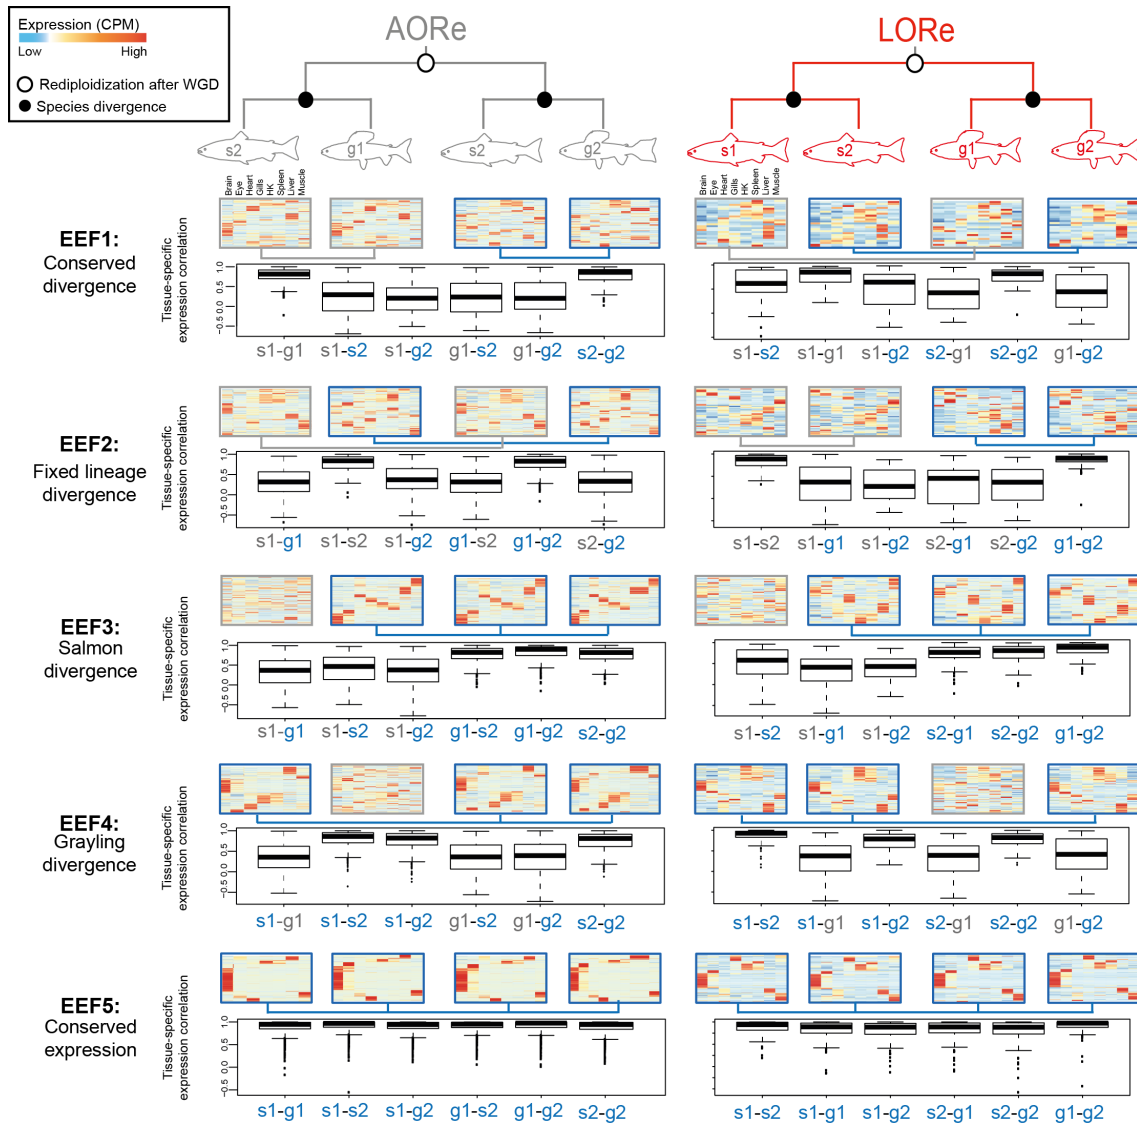 Expression (CPM)
Low High
Rediploidization after WGD
Species divergence
AORe
LORe
s2 g1 s2 g2
s1 s2 g1 g2
Brain Eye Heart Gills HK Spleen Liver Muscle
Brain Eye Heart Gills HK Spleen Liver Muscle
EEF1:
Conserved
divergence
Tissue-specific
expression correlation
1.0
0.5
0.0
−0.5
s1-g1 s1-s2 s1-g2 g1-s2 g1-g2 s2-g2
s1-s2 s1-g1 s1-g2 s2-g1 s2-g2 g1-g2
EEF2:
Fixed lineage
divergence
Tissue-specific
expression correlation
1.0
0.5
0.0
−0.5
s1-g1 s1-s2 s1-g2 g1-s2 g1-g2 s2-g2
s1-s2 s1-g1 s1-g2 s2-g1 s2-g2 g1-g2
EEF3:
Salmon
divergence
Tissue-specific
expression correlation
1.0
0.5
0.0
−0.5
s1-g1 s1-s2 s1-g2 g1-s2 g1-g2 s2-g2
s1-s2 s1-g1 s1-g2 s2-g1 s2-g2 g1-g2
EEF4:
Grayling
divergence
Tissue-specific
expression correlation
1.0
0.5
0.0
−0.5
s1-g1 s1-s2 s1-g2 g1-s2 g1-g2 s2-g2
s1-s2 s1-g1 s1-g2 s2-g1 s2-g2 g1-g2
EEF5:
Conserved
expression
Tissue-specific
expression correlation
1.0
0.5
0.0
−0.5
s1-g1 s1-s2 s1-g2 g1-s2 g1-g2 s2-g2
s1-s2 s1-g1 s1-g2 s2-g1 s2-g2 g1-g2